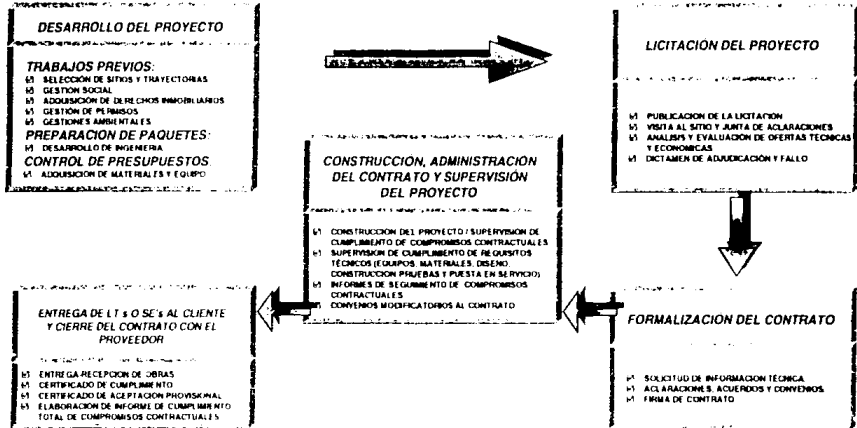 DESARROLLO DEL PROYECTO
TRABAJOS PREVIOS:
SELECCIÓN DE SITIOS Y TRAYECTORIAS
GESTIÓN SOCIAL
ADQUISICIÓN DE DERECHOS INMOBILIARIOS
GESTIÓN DE PERMISOS
GESTIONES AMBIENTALES
PREPARACION DE PAQUETES:
DESARROLLO DE INGENIERIA
CONTROL DE PRESUPUESTOS
ADQUISICION DE MATERIALES Y EQUIPO
LICITACIÓN DEL PROYECTO
PUBLICACION DE LA LICITACION
VISITA AL SITIO Y JUNTA DE ACLARACIONES
ANALISIS Y EVALUACION DE OFERTAS TÉCNICAS
Y ECONOMICAS
DICTAMEN DE ADJUDICACIÓN Y FALLO
CONSTRUCCIÓN, ADMINISTRACIÓN
DEL CONTRATO Y SUPERVISIÓN
DEL PROYECTO
CONSTRUCCION DEL PROYECTO / SUPERVISIÓN DE
CUMPLIMIENTO DE COMPROMISOS CONTRACTUALES
SUPERVISION DE CUMPLIMIENTO DE REQUISITOS
TÉCNICOS (EQUIPOS, MATERIALES, DISEÑO,
CONSTRUCCION PRUEBAS Y PUESTA EN SERVICIO)
INFORMES DE SEGUIMIENTO DE COMPROMISOS
CONTRACTUALES
CONVENIOS MODIFICATORIOS AL CONTRATO
FORMALIZACION DEL CONTRATO
SOLICITUD DE INFORMACION TÉCNICA
ACLARACIONES, ACUERDOS Y CONVENIOS
FIRMA DE CONTRATO
ENTREGA DE LT s O SE's AL CLIENTE
Y CIERRE DEL CONTRATO CON EL
PROVEEDOR
ENTREGA-RECEPCION DE OBRAS
CERTIFICADO DE CUMPLIMIENTO
CERTIFICADO DE ACEPTACION PROVISIONAL
ELABORACION DE INFORME DE CUMPLIMIENTO
TOTAL DE COMPROMISOS CONTRACTUALES